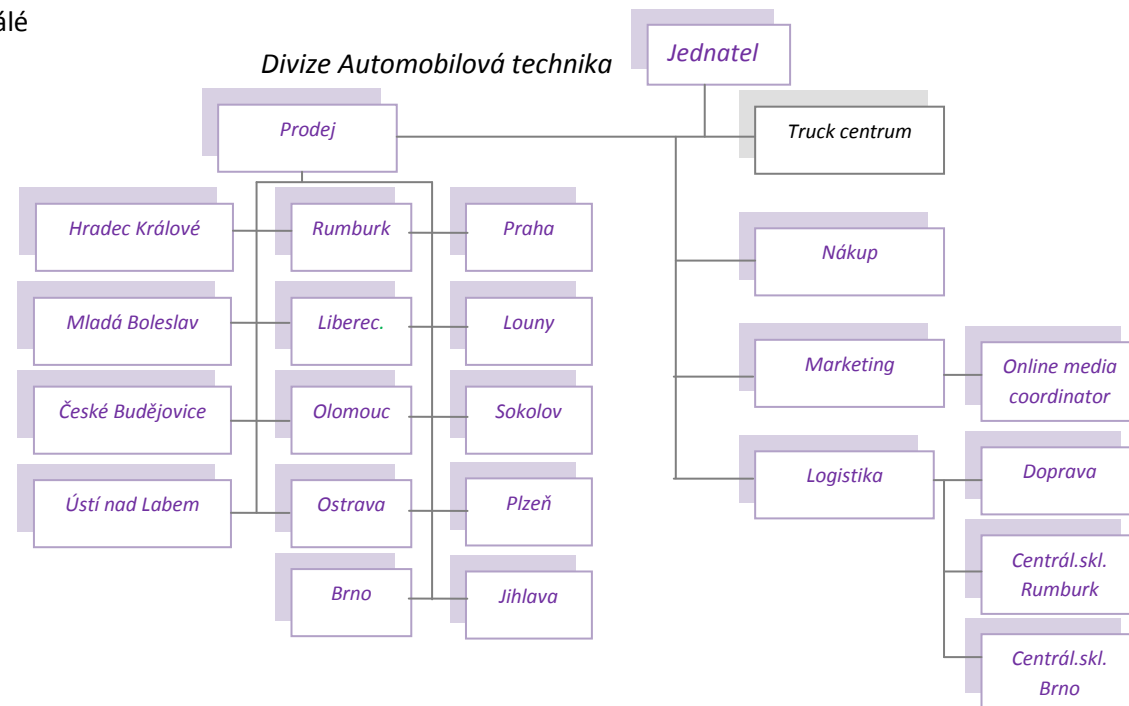 álé
Jednatel
Divize Automobilová technika
Prodej
Truck centrum
Hradec Králové
Rumburk
Praha
Nákup
Mladá Boleslav
Liberec.
Louny
Marketing
Online media
coordinator
České Budějovice
Olomouc
Sokolov
Logistika
Doprava
Ústí nad Labem
Ostrava
Plzeň
Centrál.skl.
Rumburk
Brno
Jihlava
Centrál.skl.
Brno